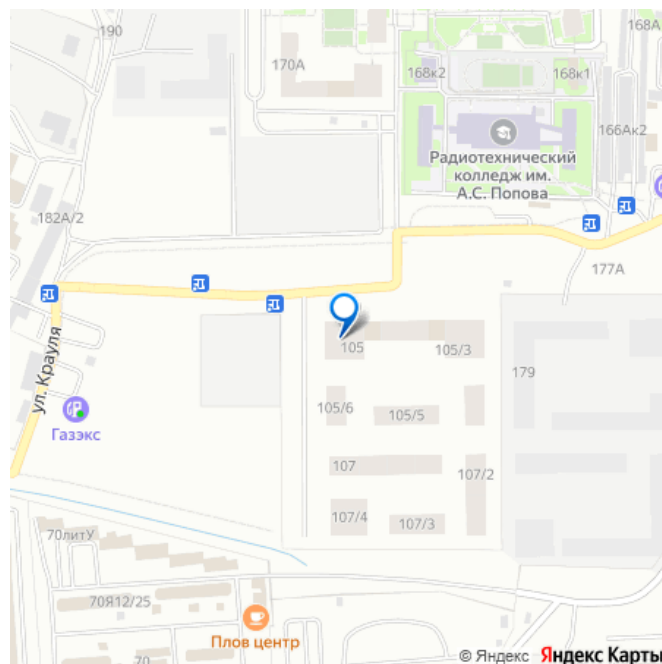 190
168А
170А
168к2
168к1
166Ак2
Радиотехнический
колледж им.
А.С. Попова
182А/2
177А
ул. Крауля
105
105/3
179
105/6
105/5
Газэкс
107
107/2
107/4
107/3
70литУ
70Я12/25
Плов центр
70
© Яндекс Яндекс Карты